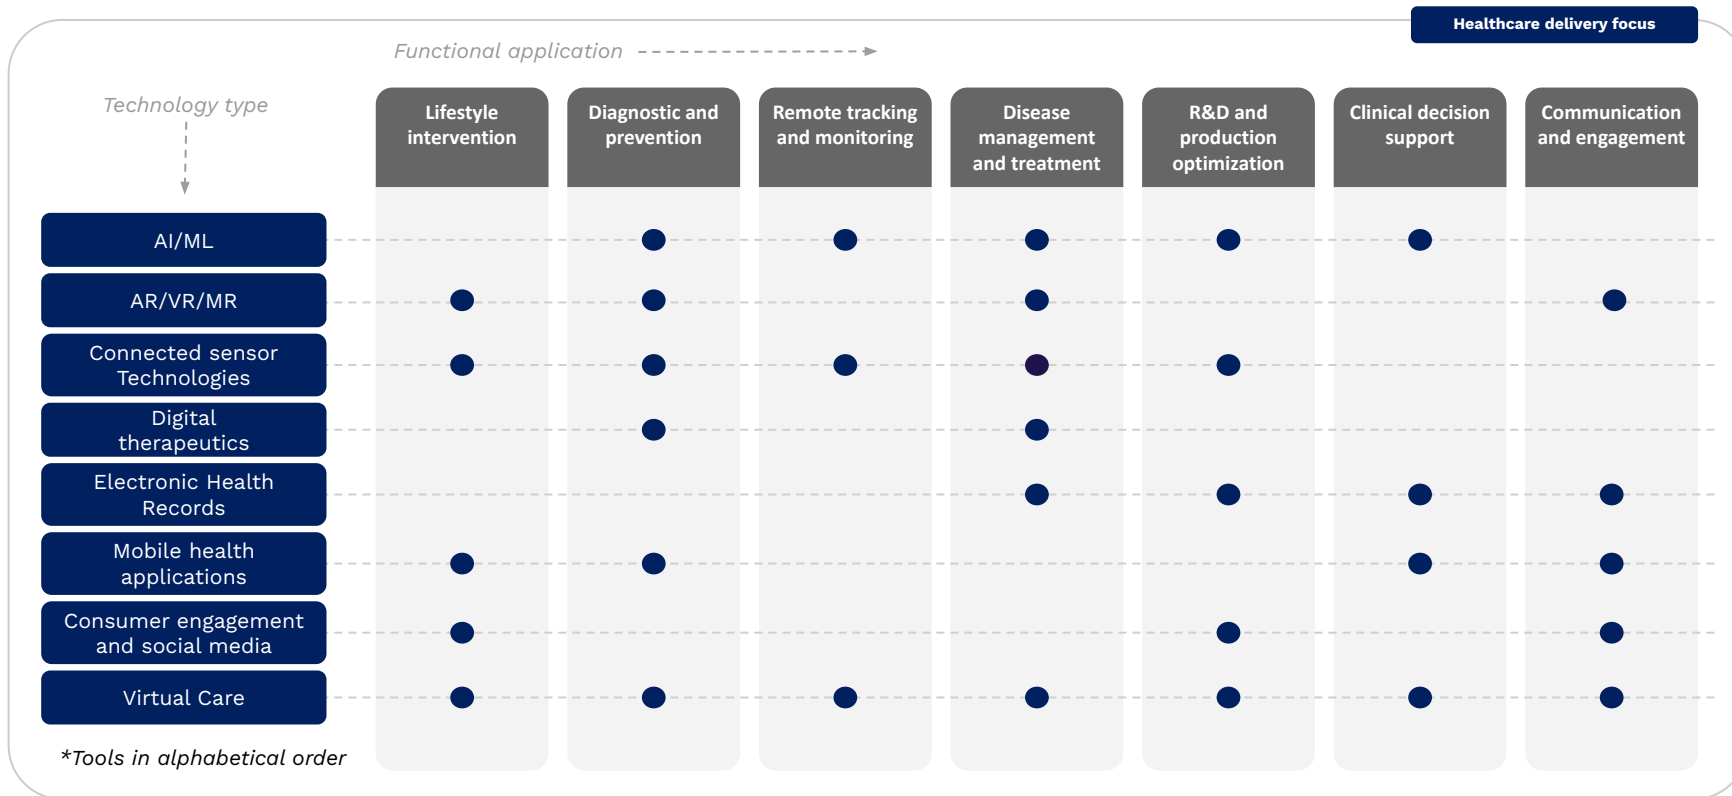 Healthcare delivery focus
Functional application
Technology type
Lifestyle
intervention
Diagnostic and
prevention
Remote tracking
and monitoring
Disease
management
and treatment
R&D and
production
optimization
Clinical decision
support
Communication
and engagement
AI/ML
AR/VR/MR
Connected sensor
Technologies
Digital
therapeutics
Electronic Health
Records
Mobile health
applications
Consumer engagement
and social media
Virtual Care
*Tools in alphabetical order